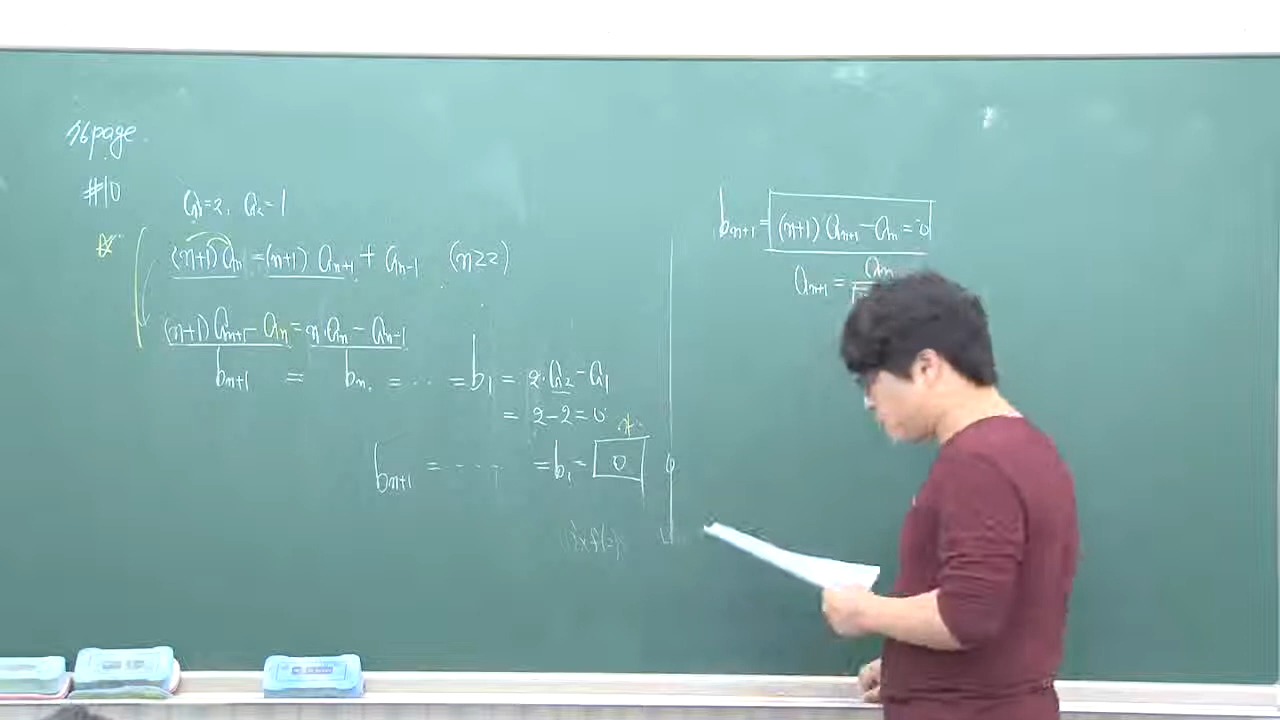 76page.
#10
a₁=2, a₂=1
(n+1)aₙ=(n+1)aₙ₊₁+aₙ₋₁ (n≥2)
(n+1)aₙ₊₁-aₙ=n·aₙ-aₙ₋₁
bₙ₊₁ = bₙ = ... = b₁ = 2·a₂-a₁
= 2-2=0
bₙ₊₁ = ..... = b₁ = 0
bₙ₊₁=(n+1)aₙ₊₁-aₙ=0
aₙ₊₁= aₙ